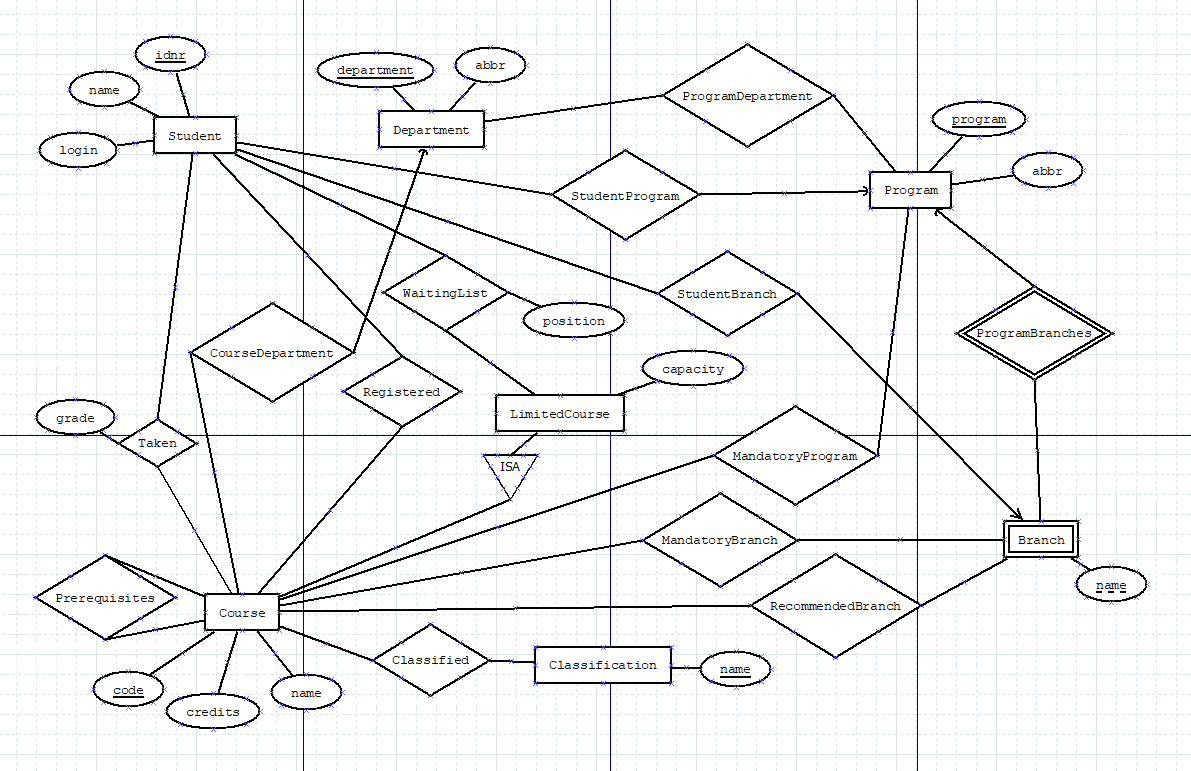 idnr
department
abbr
name
ProgramDepartment
program
Student
Department
login
abbr
Program
StudentProgram
WaitingList
StudentBranch
position
ProgramBranches
CourseDepartment
capacity
Registered
LimitedCourse
grade
Taken
MandatoryProgram
ISA
MandatoryBranch
Branch
name
Prerequisites
RecommendedBranch
Course
Classified
Classification
name
code
name
credits